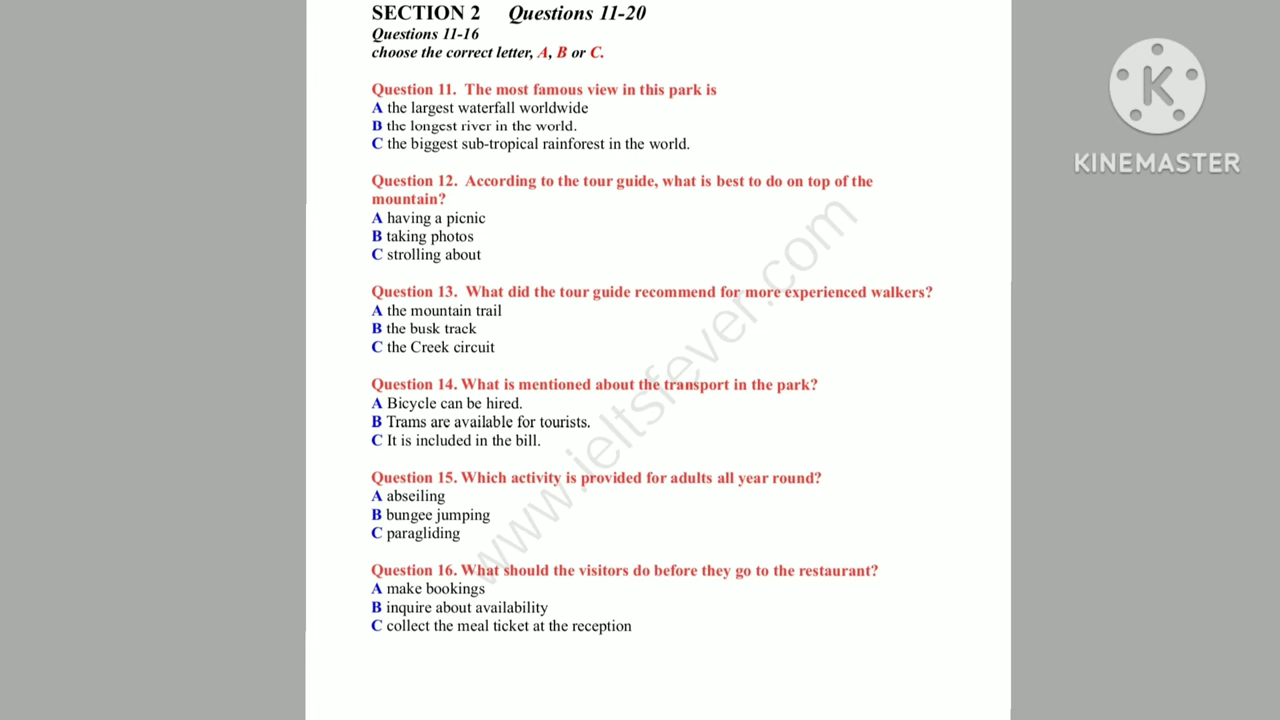 SECTION 2 Questions 11-20
Questions 11-16
choose the correct letter, A, B or C.
Question 11. The most famous view in this park is
A the largest waterfall worldwide
B the longest river in the world.
C the biggest sub-tropical rainforest in the world.
Question 12. According to the tour guide, what is best to do on top of the
mountain?
A having a picnic
B taking photos
C strolling about
Question 13. What did the tour guide recommend for more experienced walkers?
A the mountain trail
B the busk track
C the Creek circuit
Question 14. What is mentioned about the transport in the park?
A Bicycle can be hired.
B Trams are available for tourists.
C It is included in the bill.
Question 15. Which activity is provided for adults all year round?
A abseiling
B bungee jumping
C paragliding
Question 16. What should the visitors do before they go to the restaurant?
A make bookings
B inquire about availability
C collect the meal ticket at the reception
www.ieltsfever.com
K
KINEMASTER